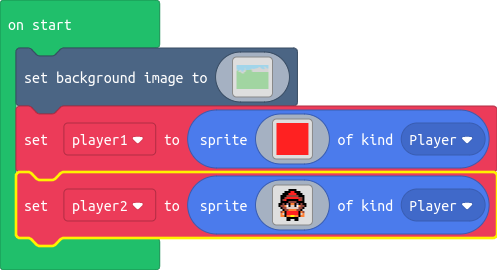 on start
set background image to
set player1 to sprite of kind Player
set player2 to sprite of kind Player